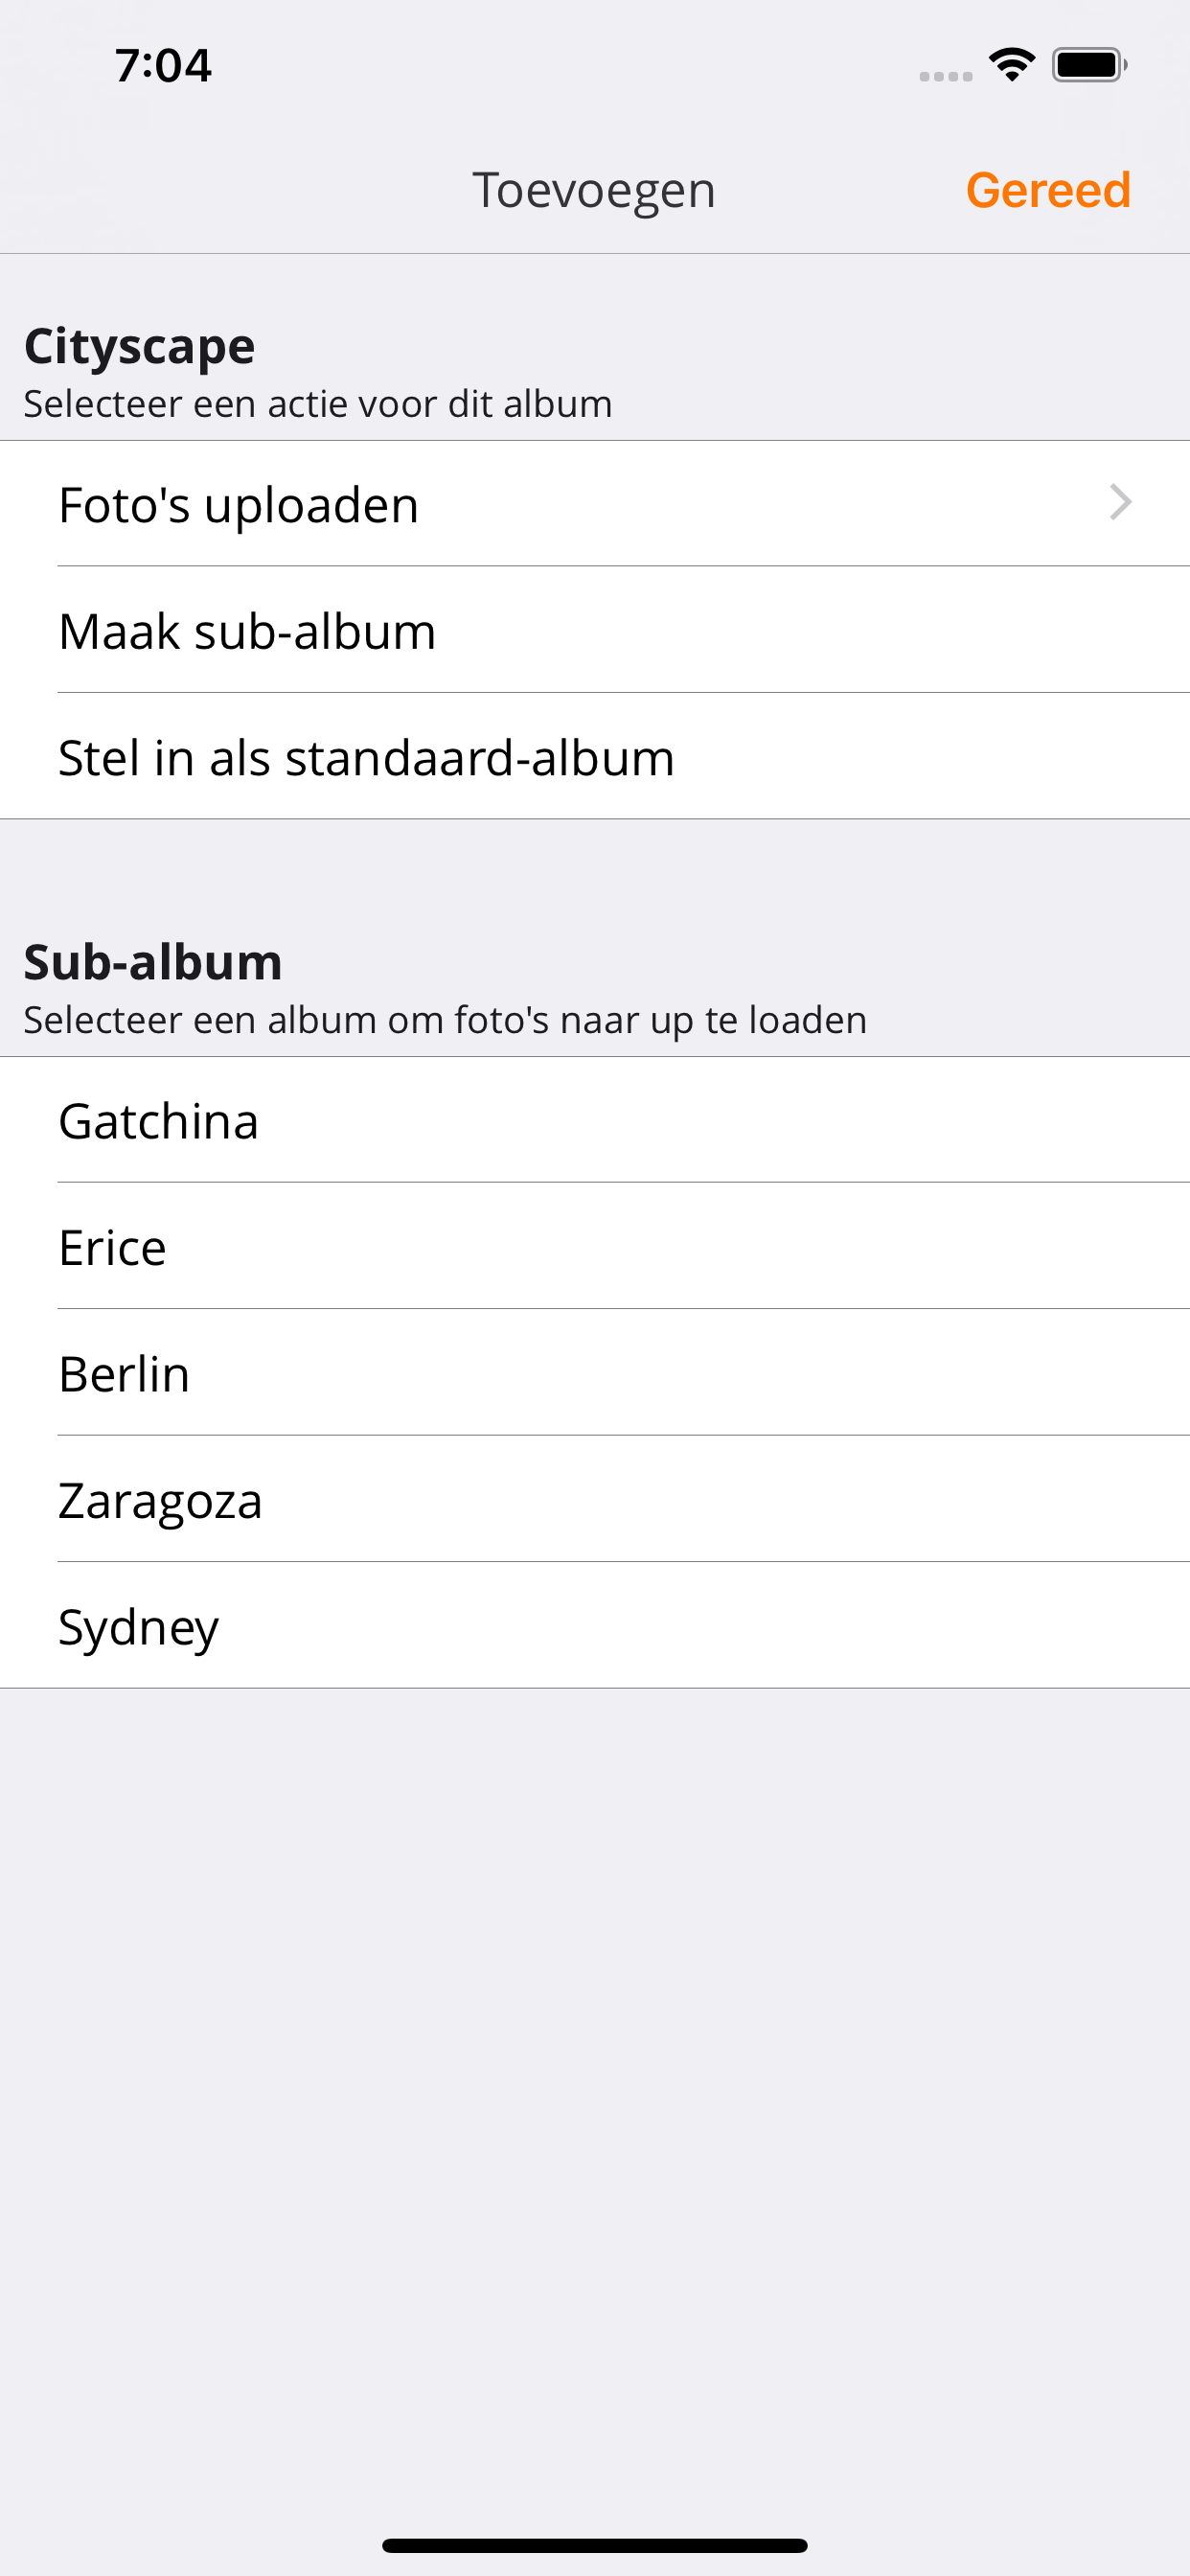 7:04
Toevoegen
Gereed
Cityscape
Selecteer een actie voor dit album
Foto's uploaden
Maak sub-album
Stel in als standaard-album
Sub-album
Selecteer een album om foto's naar up te loaden
Gatchina
Erice
Berlin
Zaragoza
Sydney